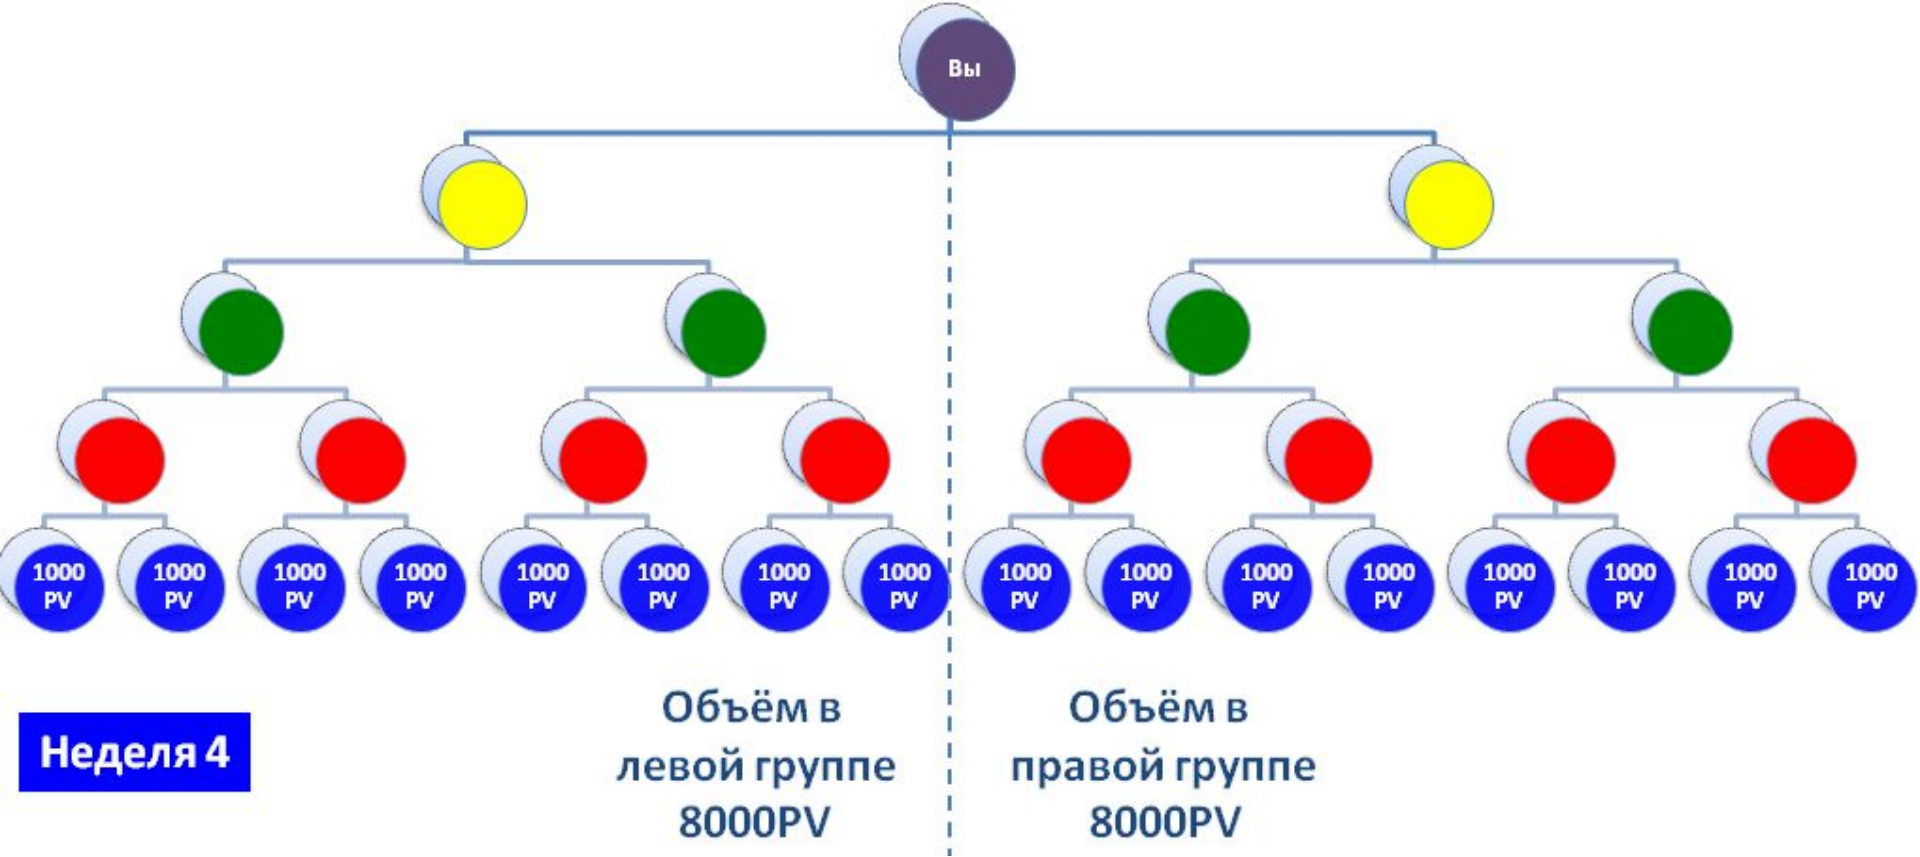 Вы
1000 1000 1000 1000 1000 1000 1000 1000 1000 1000 1000 1000 1000 1000 1000 1000
PV PV PV PV PV PV PV PV PV PV PV PV PV PV PV PV
Объём в
левой группе
8000PV
Объём в
правой группе
8000PV
Неделя 4